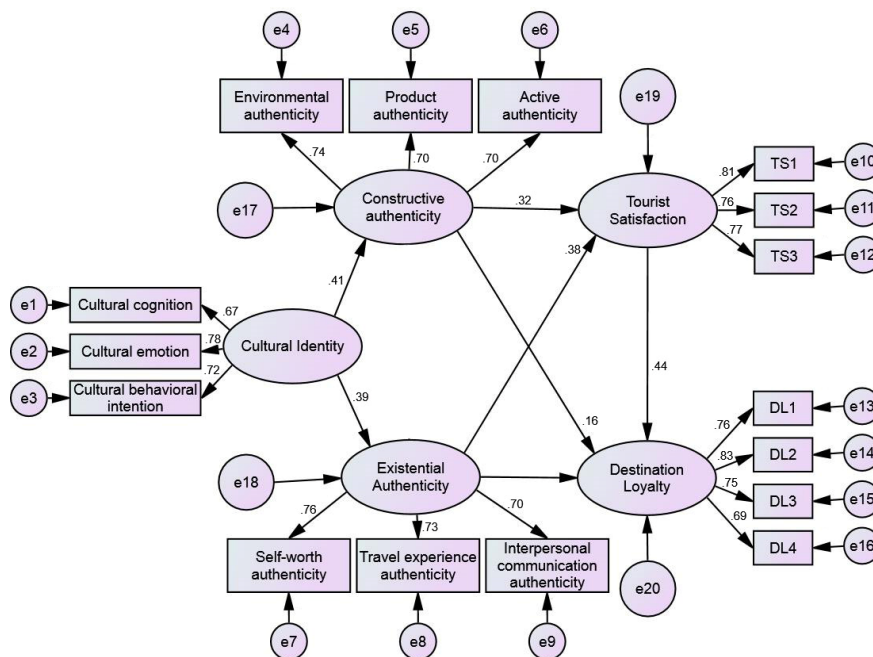 e4
e5
e6
Environmental
authenticity
Product
authenticity
Active
authenticity
e19
.74
.70
.70
e17
Constructive
authenticity
.32
Tourist
Satisfaction
.81
.76
.77
TS1
TS2
TS3
e10
e11
e12
.38
.41
e1
Cultural cognition
.67
e2
Cultural emotion
.78
e3
Cultural behavioral
intention
.72
Cultural Identity
.39
.44
.16
e18
Existential
Authenticity
Destination
Loyalty
.76
.83
.75
.69
DL1
DL2
DL3
DL4
e13
e14
e15
e16
.76
.73
.70
Self-worth
authenticity
Travel experience
authenticity
Interpersonal
communication
authenticity
e20
e7
e8
e9